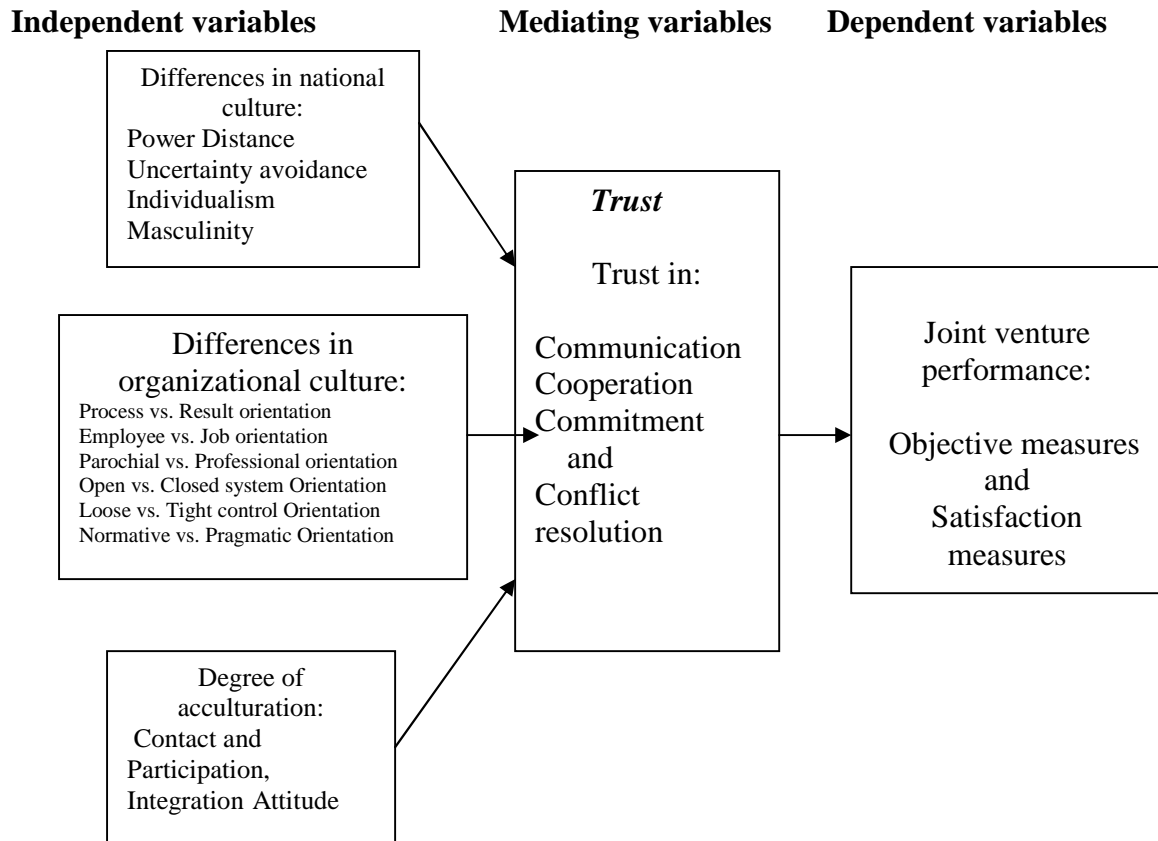 Independent variables
Mediating variables
Dependent variables
Differences in national
culture:
Power Distance
Uncertainty avoidance
Individualism
Masculinity
Differences in
organizational culture:
Process vs. Result orientation
Employee vs. Job orientation
Parochial vs. Professional orientation
Open vs. Closed system Orientation
Loose vs. Tight control Orientation
Normative vs. Pragmatic Orientation
Degree of
acculturation:
Contact and
Participation,
Integration Attitude
Trust
Trust in:
Communication
Cooperation
Commitment
and
Conflict
resolution
Joint venture
performance:
Objective measures
and
Satisfaction
measures